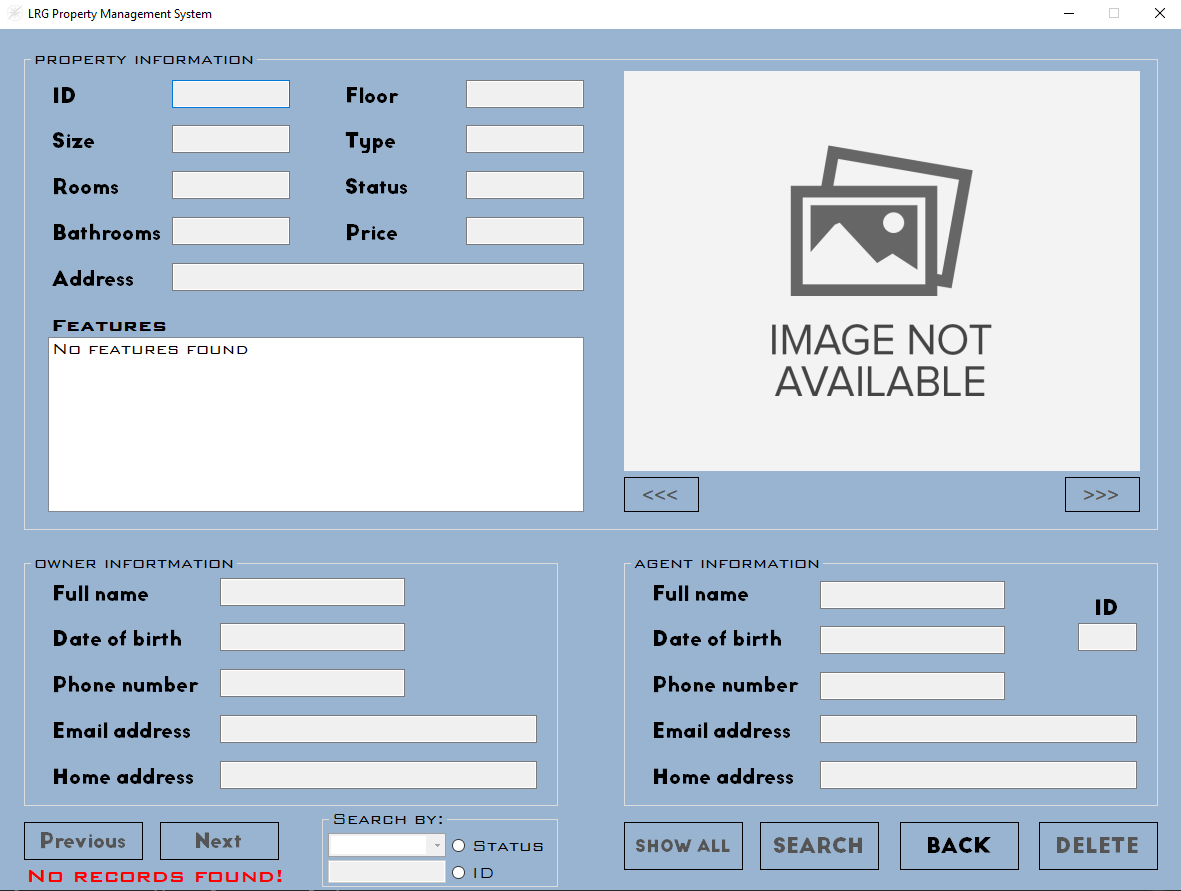 LRG Property Management System
PROPERTY INFORMATION
ID
Floor
Size
Type
Rooms
Status
Bathrooms
Price
Address
FEATURES
NO FEATURES FOUND
IMAGE NOT
AVAILABLE
<<<
>>>
OWNER INFORTMATION
Full name
Date of birth
Phone number
Email address
Home address
AGENT INFORMATION
Full name
ID
Date of birth
Phone number
Email address
Home address
Previous
Next
NO RECORDS FOUND!
SEARCH BY:
STATUS
ID
SHOW ALL
SEARCH
BACK
DELETE